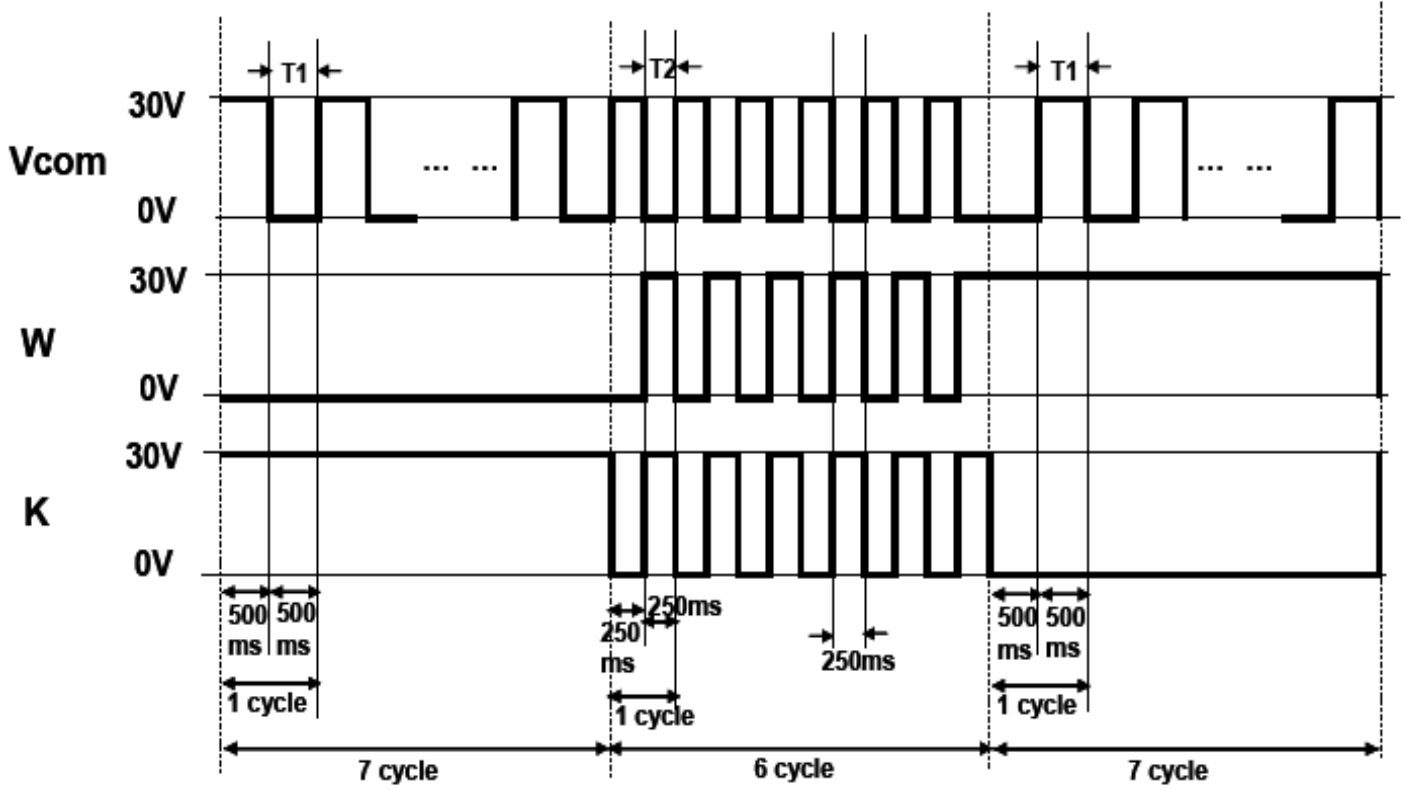 T1
T2
T1
30V
Vcom
... ...
... ...
0V
30V
W
0V
30V
K
0V
500
ms
500
ms
250
ms
250ms
250ms
500
ms
500
ms
1 cycle
1 cycle
1 cycle
7 cycle
6 cycle
7 cycle